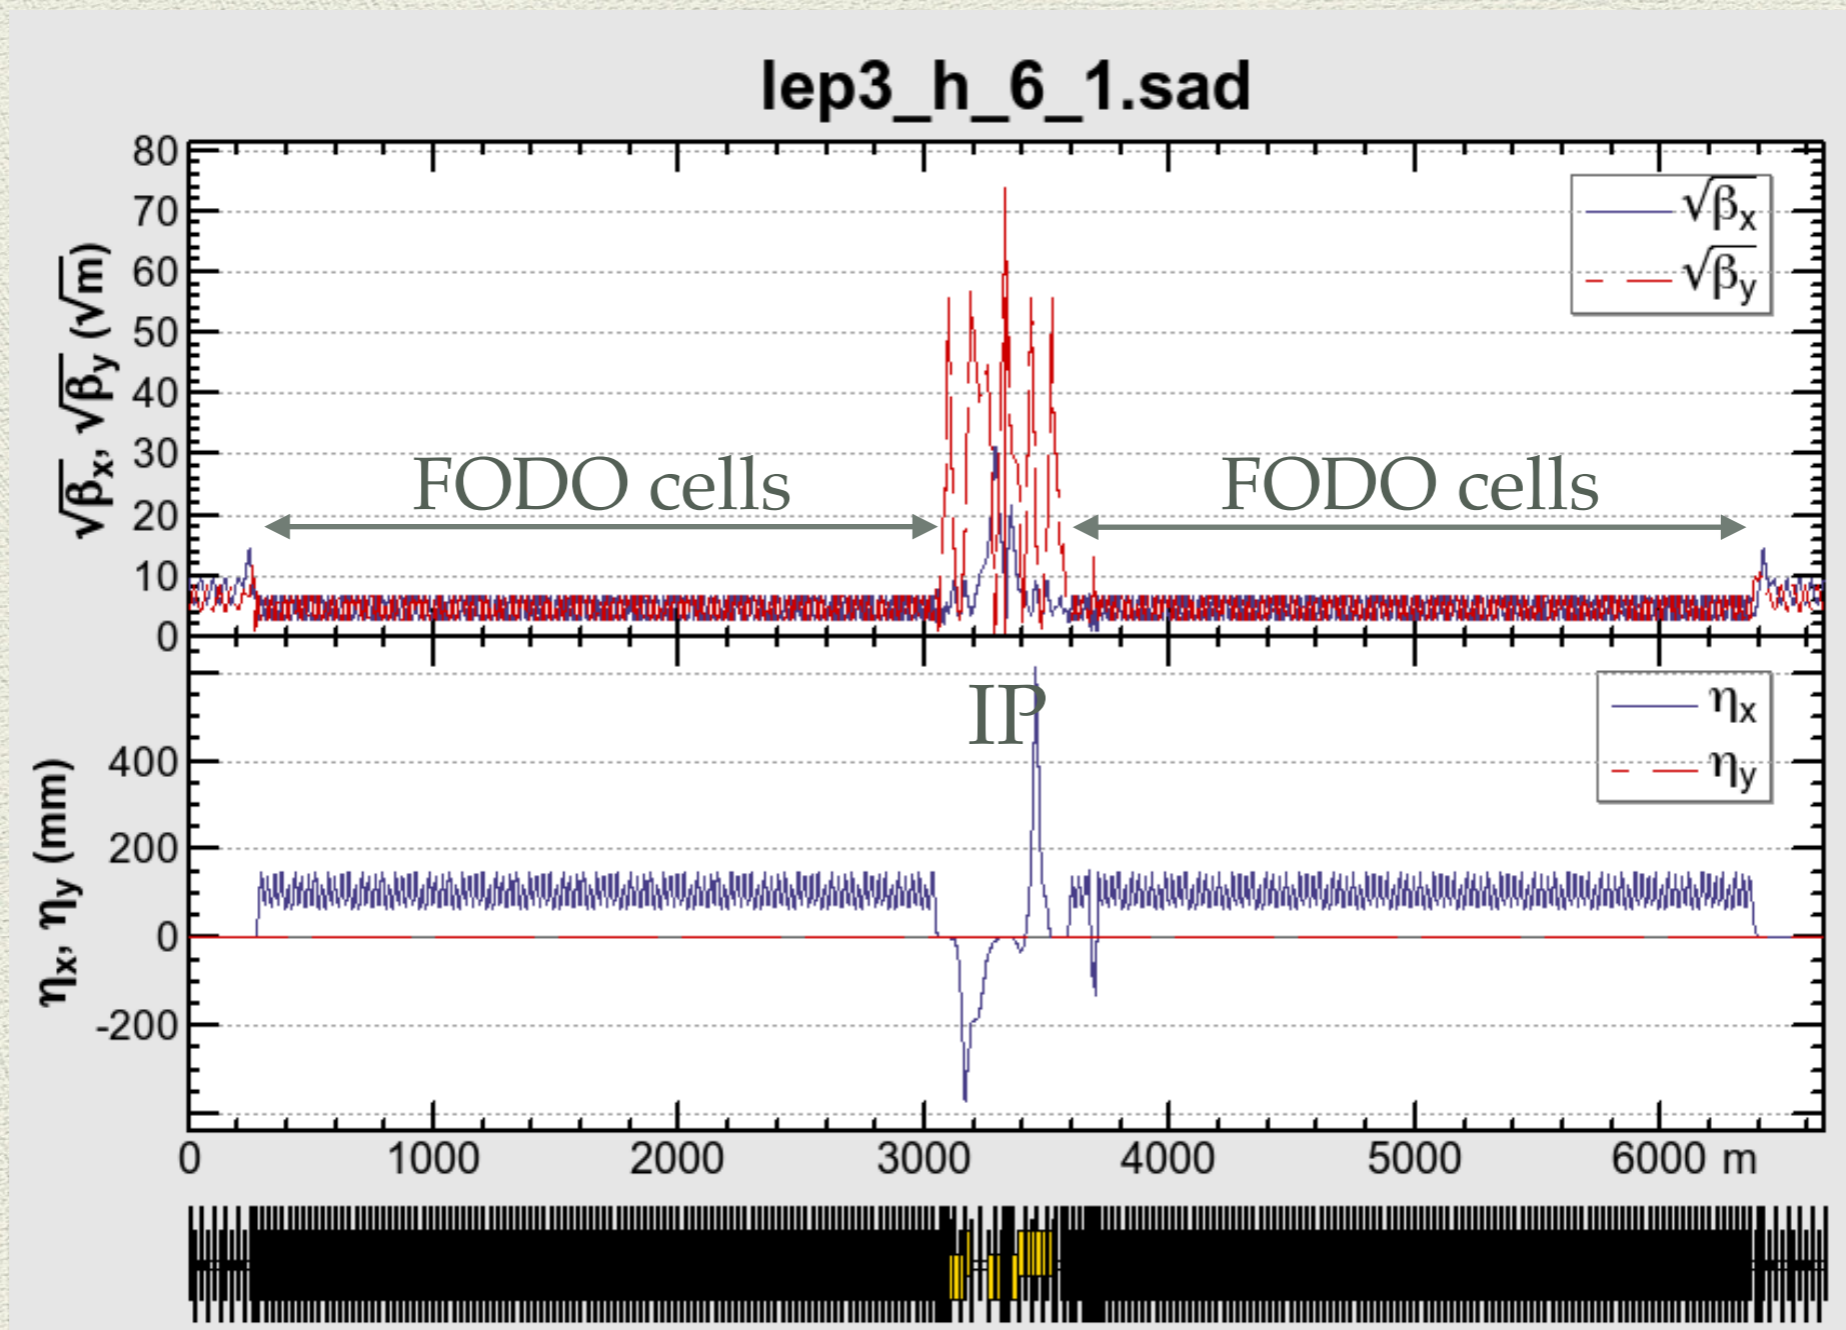 lep3_h_6_1.sad
80
70
60
50
40
30
20
10
0
√βx, √βy (√m)
√βx
√βy
FODO cells
FODO cells
IP
400
200
0
-200
ηx, ηy (mm)
ηx
ηy
0 1000 2000 3000 4000 5000 6000 m